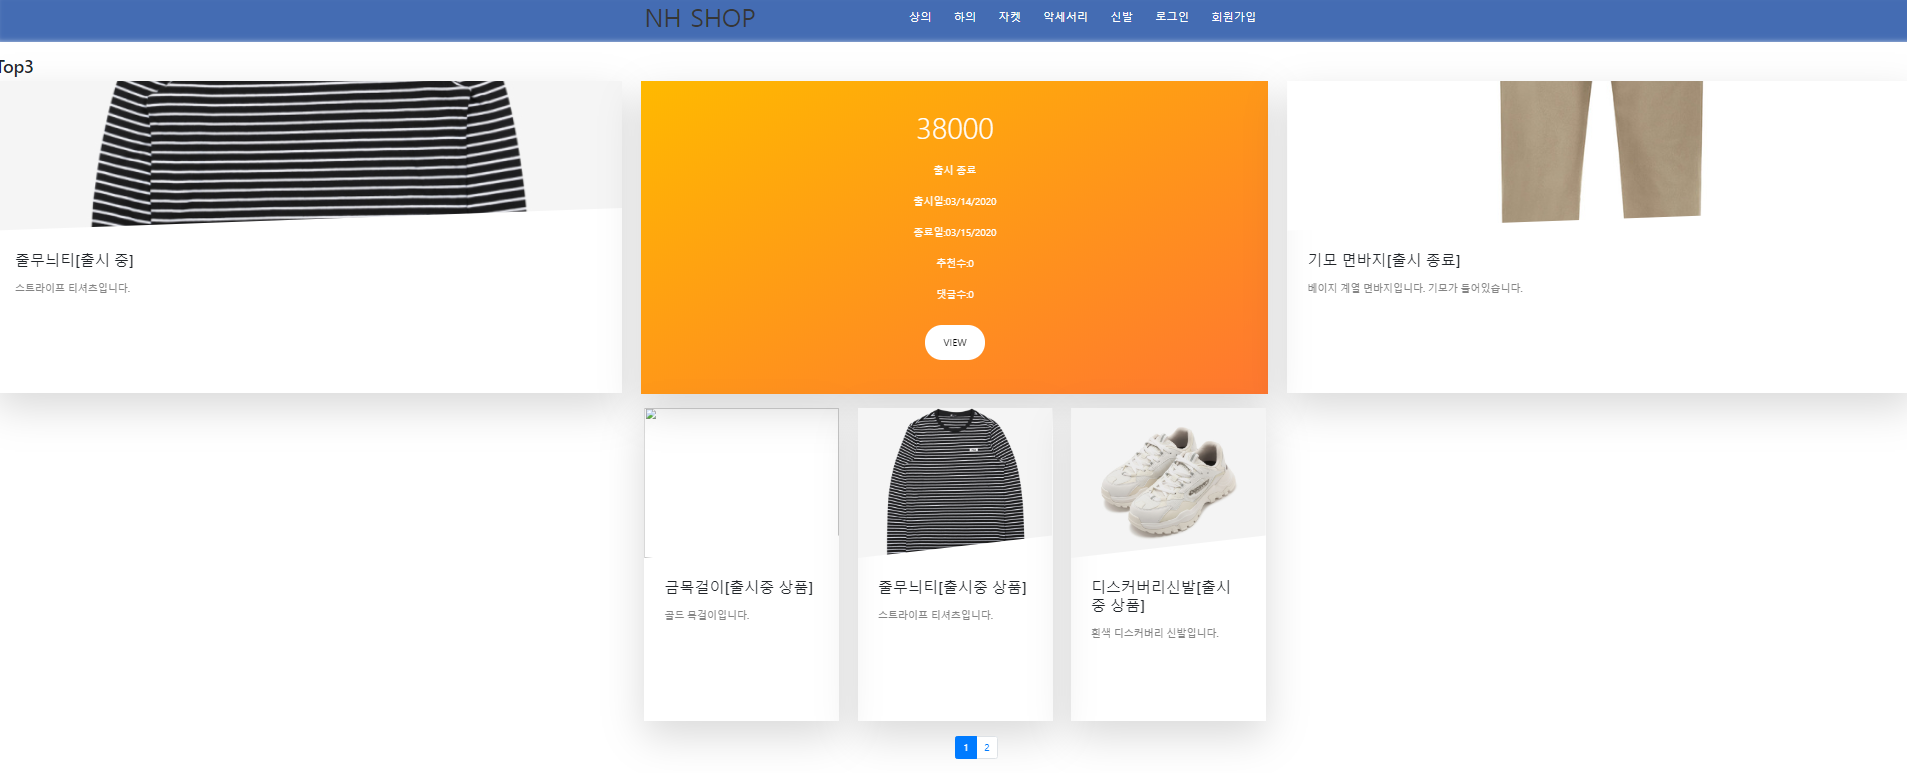 NH SHOP
상의 하의 자켓 악세서리 신발 로그인 회원가입
Top3
줄무늬티[출시 중]
스트라이프 티셔츠입니다.
38000
출시 종료
출시일:03/14/2020
종료일:03/15/2020
추천수:0
댓글수:0
VIEW
기모 면바지[출시 종료]
베이지 계열 면바지입니다. 기모가 들어있습니다.
금목걸이[출시중 상품]
골드 목걸이입니다.
줄무늬티[출시중 상품]
스트라이프 티셔츠입니다.
디스커버리신발[출시
중 상품]
흰색 디스커버리 신발입니다.
1 2